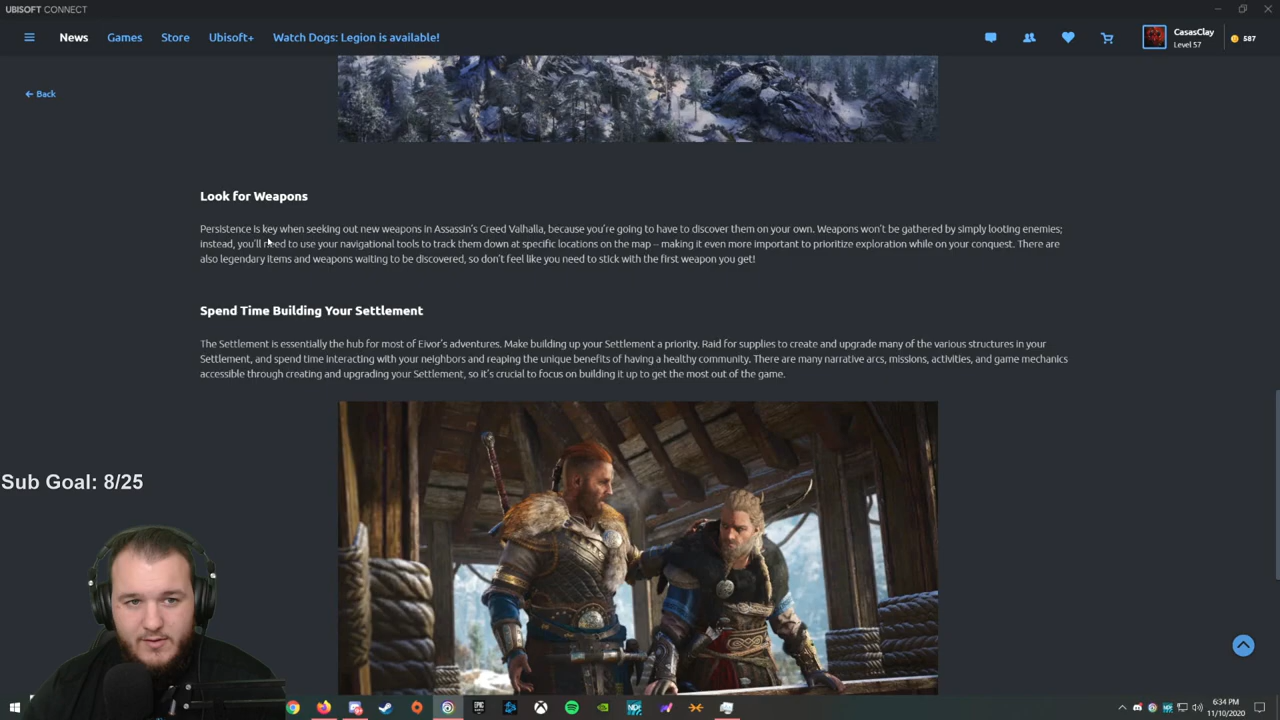 UBISOFT CONNECT
News Games Store Ubisoft+ Watch Dogs: Legion is available!
CasasClay
Level 57
587
Back
Look for Weapons
Persistence is key when seeking out new weapons in Assassin's Creed Valhalla, because you're going to have to discover them on your own. Weapons won't be gathered by simply looting enemies;
instead, you'll need to use your navigational tools to track them down at specific locations on the map – making it even more important to prioritize exploration while on your conquest. There are
also legendary items and weapons waiting to be discovered, so don't feel like you need to stick with the first weapon you get!
Spend Time Building Your Settlement
The Settlement is essentially the hub for most of Eivor's adventures. Make building up your Settlement a priority. Raid for supplies to create and upgrade many of the various structures in your
Settlement, and spend time interacting with your neighbors and reaping the unique benefits of having a healthy community. There are many narrative arcs, missions, activities, and game mechanics
accessible through creating and upgrading your Settlement, so it's crucial to focus on building it up to get the most out of the game.
Sub Goal: 8/25
6:34 PM
11/10/2020